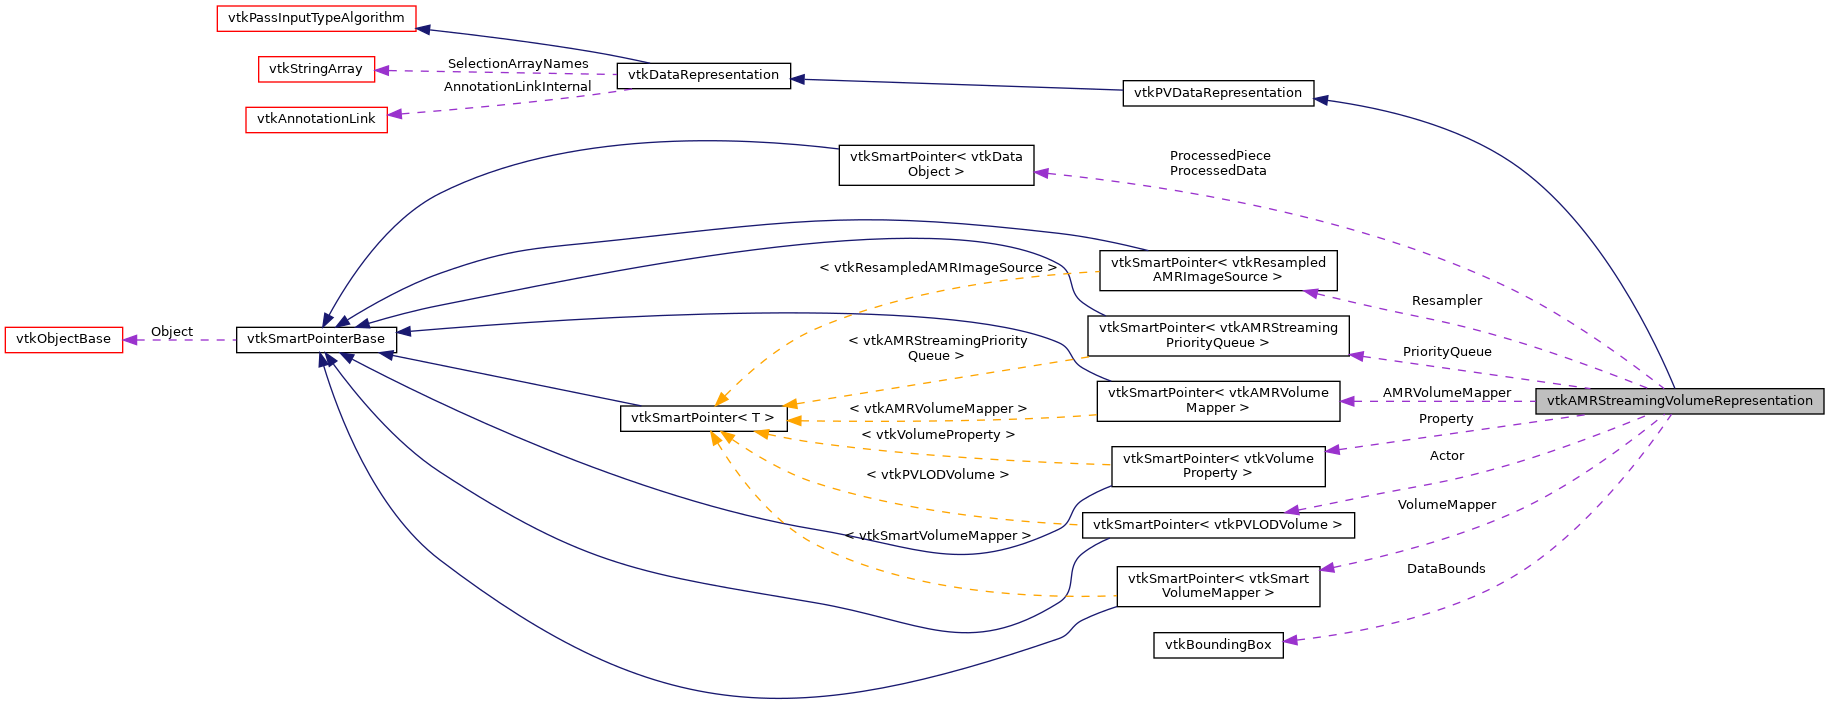 vtkPassInputTypeAlgorithm
vtkStringArray
SelectionArrayNames
vtkDataRepresentation
AnnotationLinkInternal
vtkAnnotationLink
vtkPVDataRepresentation
vtkSmartPointer< vtkData
Object >
ProcessedPiece
ProcessedData
< vtkResampledAMRImageSource >
vtkSmartPointer< vtkResampled
AMRImageSource >
Resampler
vtkObjectBase
Object
vtkSmartPointerBase
< vtkAMRStreamingPriority
Queue >
vtkSmartPointer< vtkAMRStreaming
PriorityQueue >
PriorityQueue
vtkSmartPointer< T >
< vtkAMRVolumeMapper >
vtkSmartPointer< vtkAMRVolume
Mapper >
AMRVolumeMapper
vtkAMRStreamingVolumeRepresentation
< vtkVolumeProperty >
vtkSmartPointer< vtkVolume
Property >
Property
< vtkPVLODVolume >
Actor
vtkSmartPointer< vtkPVLODVolume >
VolumeMapper
< vtkSmartVolumeMapper >
vtkSmartPointer< vtkSmart
VolumeMapper >
DataBounds
vtkBoundingBox